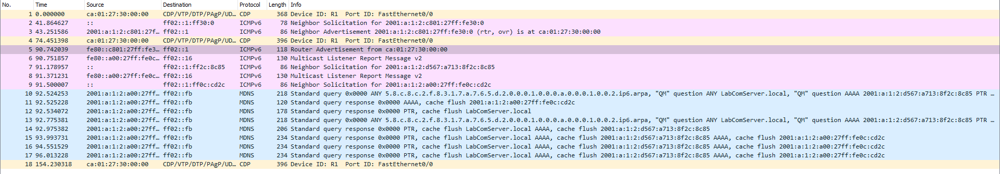 No. Time Source Destination Protocol Length Info
1 0.000000 ca:01:27:30:00:00 CDP/VTP/DTP/PAgP/UD… CDP 368 Device ID: R1 Port ID: FastEthernet0/0
2 41.864627 :: ff02::1:ff30:0 ICMPv6 78 Neighbor Solicitation for 2001:a:1:2:c801:27ff:fe30:0
3 43.251586 2001:a:1:2:c801:27f… ff02::1 ICMPv6 86 Neighbor Advertisement 2001:a:1:2:c801:27ff:fe30:0 (rtr, ovr) is at ca:01:27:30:00:00
4 74.451398 ca:01:27:30:00:00 CDP/VTP/DTP/PAgP/UD… CDP 396 Device ID: R1 Port ID: FastEthernet0/0
5 90.742039 fe80::c801:27ff:fe3… ff02::1 ICMPv6 118 Router Advertisement from ca:01:27:30:00:00
6 90.751857 fe80::a00:27ff:fe0c… ff02::16 ICMPv6 130 Multicast Listener Report Message v2
7 91.178957 :: ff02::1:ff2c:8c85 ICMPv6 86 Neighbor Solicitation for 2001:a:1:2:d567:a713:8f2c:8c85
8 91.371231 fe80::a00:27ff:fe0c… ff02::16 ICMPv6 130 Multicast Listener Report Message v2
9 91.500007 :: ff02::1:ff0c:cd2c ICMPv6 86 Neighbor Solicitation for 2001:a:1:2:a00:27ff:fe0c:cd2c
10 92.524253 2001:a:1:2:a00:27ff… ff02::fb MDNS 218 Standard query 0x0000 ANY 5.8.c.8.c.2.f.8.3.1.7.a.7.6.5.d.2.0.0.0.1.0.0.0.a.0.0.0.1.0.0.2.ip6.arpa, "QM" question ANY LabComServer.local, "QM" question AAAA 2001:a:1:2:d567:a713:8f2c:8c85 PTR …
11 92.525228 2001:a:1:2:a00:27ff… ff02::fb MDNS 120 Standard query response 0x0000 AAAA, cache flush 2001:a:1:2:a00:27ff:fe0c:cd2c
12 92.534072 2001:a:1:2:a00:27ff… ff02::fb MDNS 178 Standard query response 0x0000 PTR, cache flush LabComServer.local
13 92.775381 2001:a:1:2:a00:27ff… ff02::fb MDNS 218 Standard query 0x0000 ANY 5.8.c.8.c.2.f.8.3.1.7.a.7.6.5.d.2.0.0.0.1.0.0.0.a.0.0.0.1.0.0.2.ip6.arpa, "QM" question ANY LabComServer.local, "QM" question AAAA 2001:a:1:2:d567:a713:8f2c:8c85 PTR …
14 92.975382 2001:a:1:2:a00:27ff… ff02::fb MDNS 206 Standard query response 0x0000 PTR, cache flush LabComServer.local AAAA, cache flush 2001:a:1:2:d567:a713:8f2c:8c85
15 93.993731 2001:a:1:2:a00:27ff… ff02::fb MDNS 234 Standard query response 0x0000 PTR, cache flush LabComServer.local AAAA, cache flush 2001:a:1:2:d567:a713:8f2c:8c85 AAAA, cache flush 2001:a:1:2:a00:27ff:fe0c:cd2c
16 94.551529 2001:a:1:2:a00:27ff… ff02::fb MDNS 234 Standard query response 0x0000 PTR, cache flush LabComServer.local AAAA, cache flush 2001:a:1:2:d567:a713:8f2c:8c85 AAAA, cache flush 2001:a:1:2:a00:27ff:fe0c:cd2c
17 96.013228 2001:a:1:2:a00:27ff… ff02::fb MDNS 234 Standard query response 0x0000 PTR, cache flush LabComServer.local AAAA, cache flush 2001:a:1:2:d567:a713:8f2c:8c85 AAAA, cache flush 2001:a:1:2:a00:27ff:fe0c:cd2c
18 154.230318 ca:01:27:30:00:00 CDP/VTP/DTP/PAgP/UD… CDP 396 Device ID: R1 Port ID: FastEthernet0/0